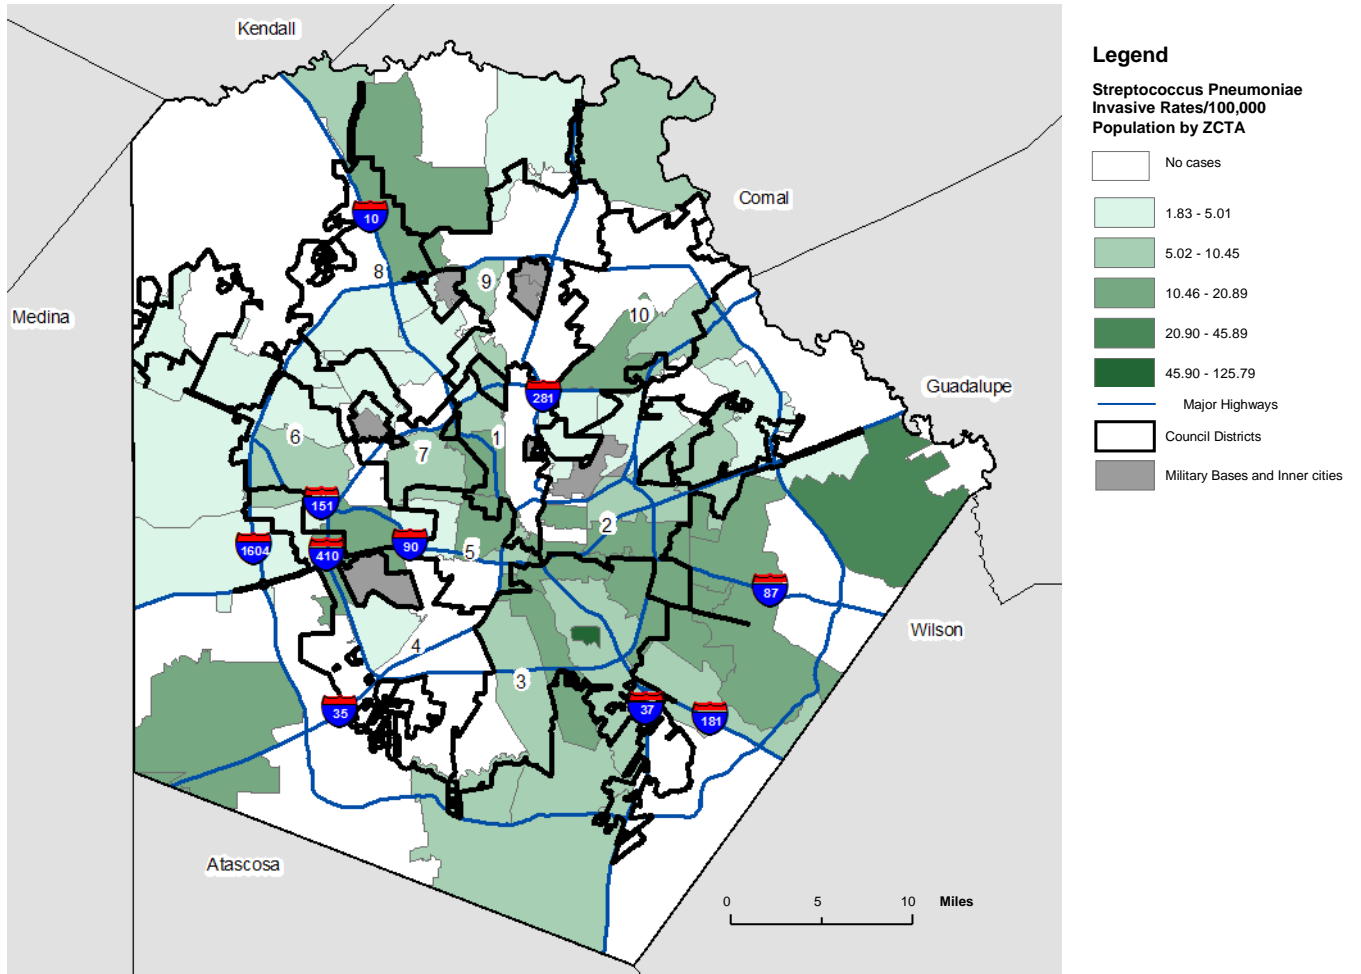 Kendall
Legend
Streptococcus Pneumoniae
Invasive Rates/100,000
Population by ZCTA
No cases
1.83 - 5.01
5.02 - 10.45
10.46 - 20.89
20.90 - 45.89
45.90 - 125.79
Major Highways
Council Districts
Military Bases and Inner cities
Comal
10
8
9
Medina
10
Guadalupe
281
6
1
7
151
2
1604
410
90
5
87
Wilson
4
3
35
37
181
Atascosa
0 5 10 Miles